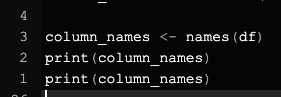 4
3 column_names <- names(df)
2 print(column_names)
1 print(column_names)